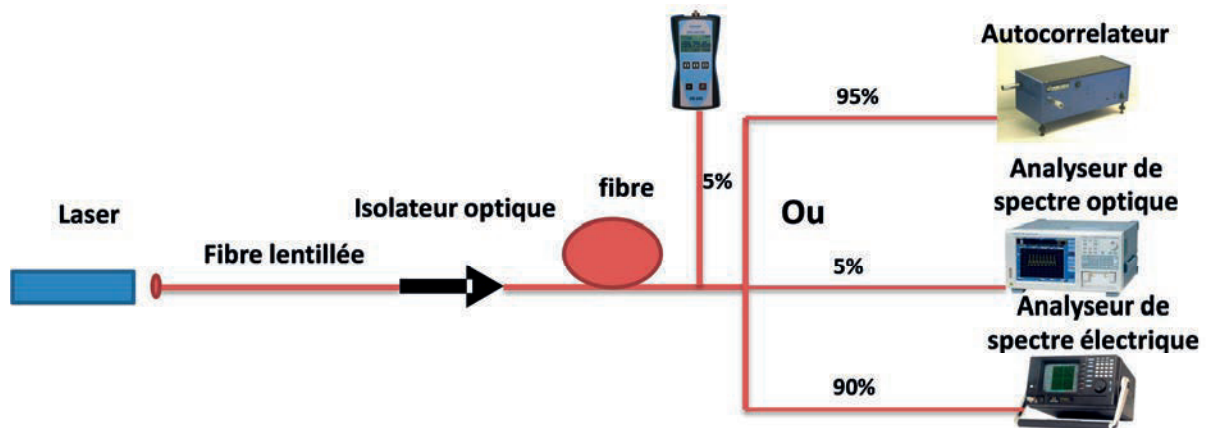 Autocorrelateur
95%
Analyseur de
spectre optique
5%
fibre
Isolateur optique
Laser
Ou
Fibre lentillée
5%
Analyseur de
spectre électrique
90%